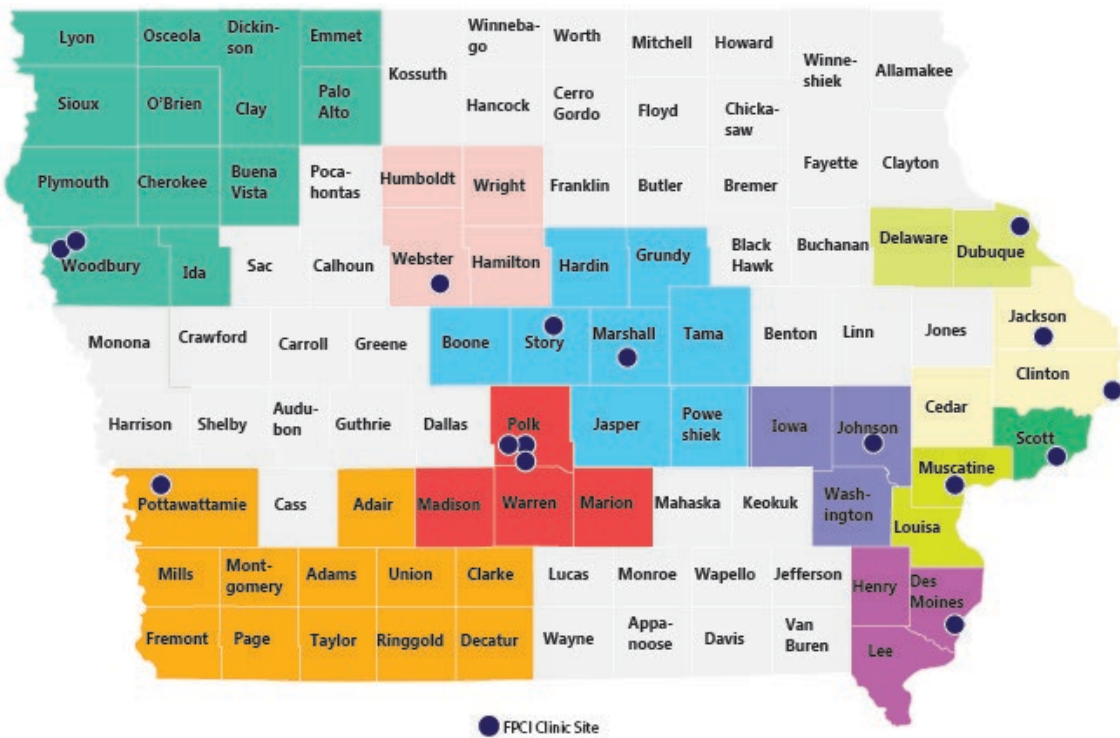 Lyon
Osceola
Dickin-
son
Emmet
Kossuth
Winneba-
go
Worth
Mitchell
Howard
Winne-
shiek
Allamakee
Sioux
O'Brien
Clay
Palo
Alto
Hancock
Cerro
Gordo
Floyd
Chicka-
saw
Plymouth
Cherokee
Buena
Vista
Poca-
hontas
Humboldt
Wright
Franklin
Butler
Bremer
Fayette
Clayton
Woodbury
Ida
Sac
Calhoun
Webster
Hamilton
Hardin
Grundy
Black
Hawk
Buchanan
Delaware
Dubuque
Monona
Crawford
Carroll
Greene
Boone
Story
Marshall
Tama
Benton
Linn
Jones
Jackson
Clinton
Harrison
Shelby
Audu-
bon
Guthrie
Dallas
Polk
Jasper
Powe
shiek
Iowa
Johnson
Cedar
Scott
Muscatine
Pottawattamie
Cass
Adair
Madison
Warren
Marion
Mahaska
Keokuk
Wash-
ington
Louisa
Mills
Mont-
gomery
Adams
Union
Clarke
Lucas
Monroe
Wapello
Jefferson
Henry
Des
Moines
Fremont
Page
Taylor
Ringgold
Decatur
Wayne
Appa-
noose
Davis
Van
Buren
Lee
FPCI Clinic Site